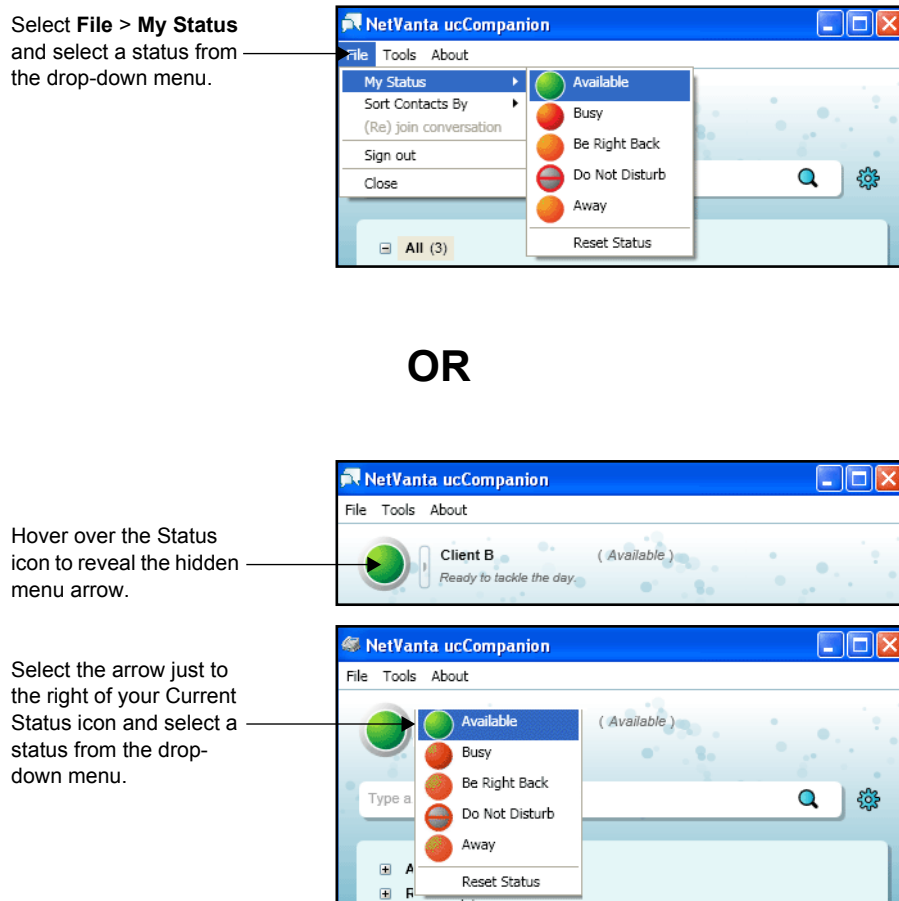 Select File > My Status
and select a status from
the drop-down menu.
NetVanta ucCompanion
File Tools About
My Status
Sort Contacts By
(Re) join conversation
Sign out
Close
Available
Busy
Be Right Back
Do Not Disturb
Away
Reset Status
All (3)
OR
Hover over the Status
icon to reveal the hidden
menu arrow.
NetVanta ucCompanion
File Tools About
Client B ( Available )
Ready to tackle the day.
Select the arrow just to
the right of your Current
Status icon and select a
status from the drop-
down menu.
NetVanta ucCompanion
File Tools About
Available
Busy
Be Right Back
Do Not Disturb
Away
Reset Status
( Available )
Type a